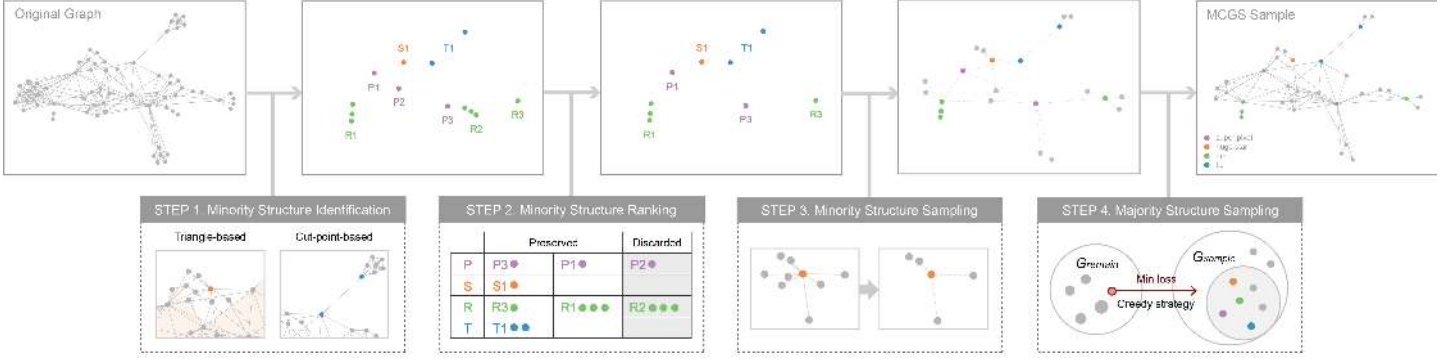 Original Graph
S1
T1
P1
P2
P3
R1
R2
R3
S1
T1
P1
P3
R1
R3
MCGS Sample
STEP 1. Minority Structure Identification
Triangle-based
Cut-point-based
STEP 2. Minority Structure Ranking
Preserved Discarded
P P3 P1 P2
S S1
R R3 R1 R2
T T1
STEP 3. Minority Structure Sampling
STEP 4. Majority Structure Sampling
Gremain
Gsample
Min loss
Greedy strategy